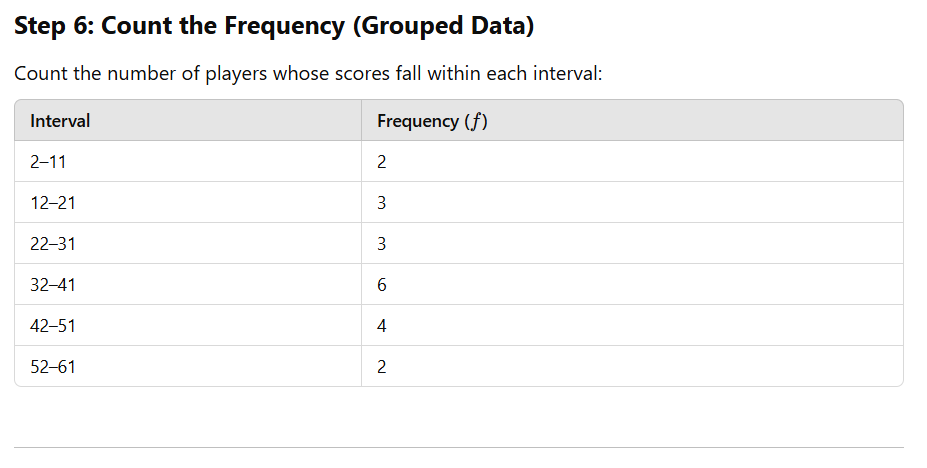 Step 6: Count the Frequency (Grouped Data)
Count the number of players whose scores fall within each interval:
Interval Frequency (f)
2–11 2
12–21 3
22–31 3
32–41 6
42–51 4
52–61 2